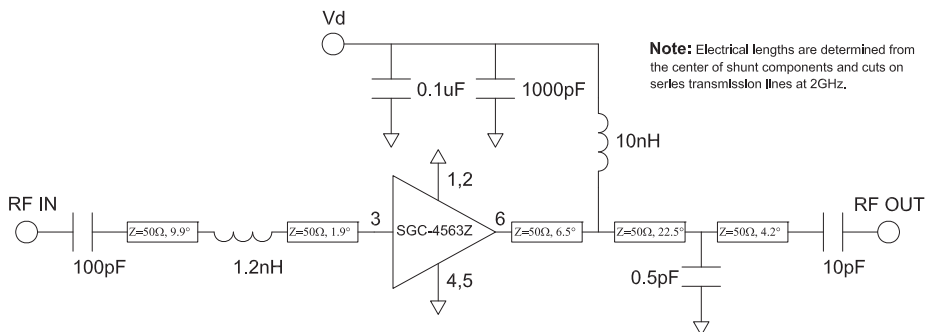 Vd
Note: Electrical lengths are determined from
the center of shunt components and cuts on
series transmission lines at 2GHz.
0.1uF
1000pF
10nH
1,2
RF IN
3
6
RF OUT
Z=50Ω, 9.9°
Z=50Ω, 1.9°
SGC-4563Z
Z=50Ω, 6.5°
Z=50Ω, 22.5°
Z=50Ω, 4.2°
100pF
1.2nH
4,5
0.5pF
10pF